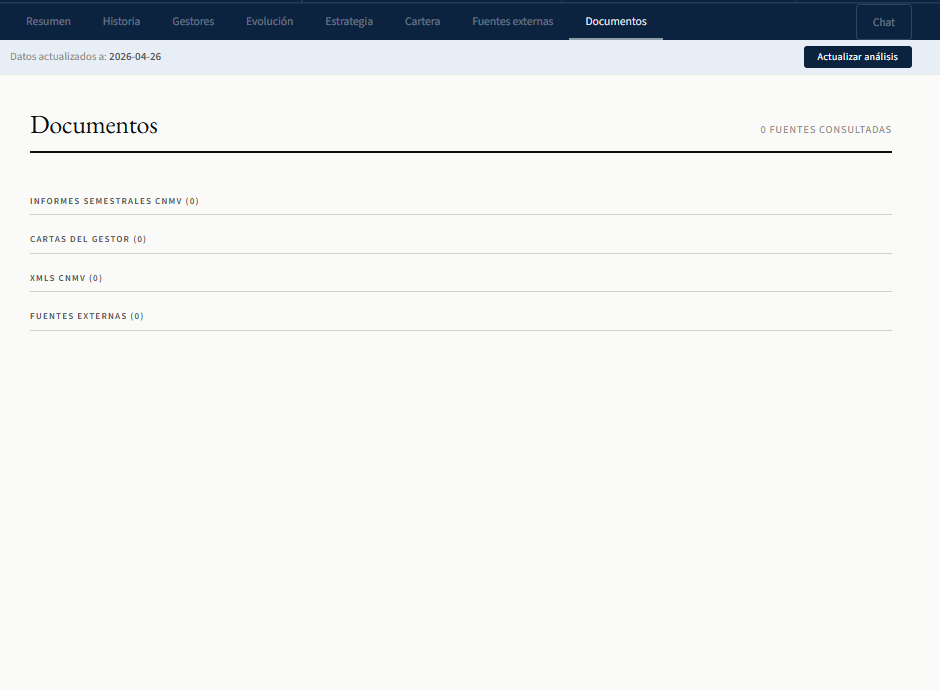 Resumen Historia Gestores Evolución Estrategia Cartera Fuentes externas Documentos Chat
Datos actualizados a: 2026-04-26 Actualizar análisis
Documentos
0 FUENTES CONSULTADAS
INFORMES SEMESTRALES CNMV (0)
CARTAS DEL GESTOR (0)
XMLS CNMV (0)
FUENTES EXTERNAS (0)